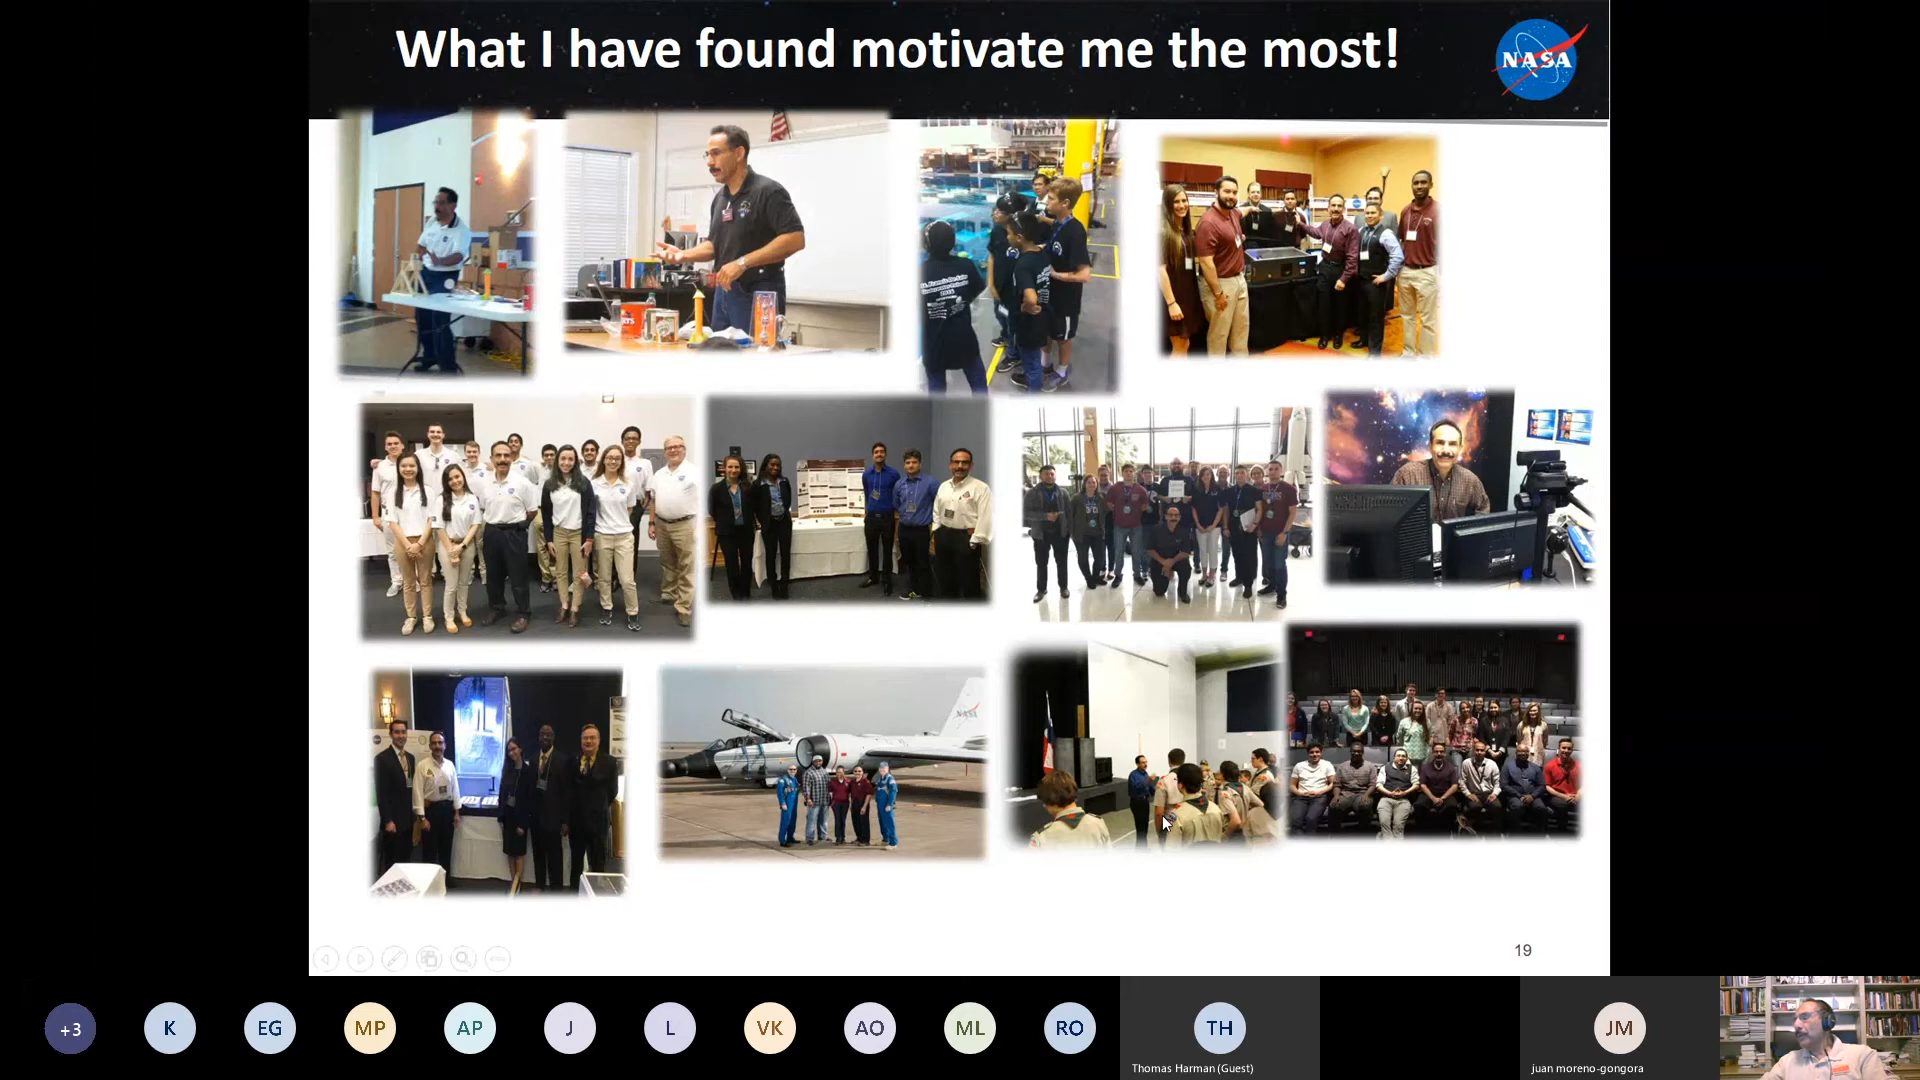 What I have found motivate me the most!
NASA
NASA
19
+3
K
EG
MP
AP
J
L
VK
AO
ML
RO
TH
Thomas Harman (Guest)
JM
juan moreno-gongora